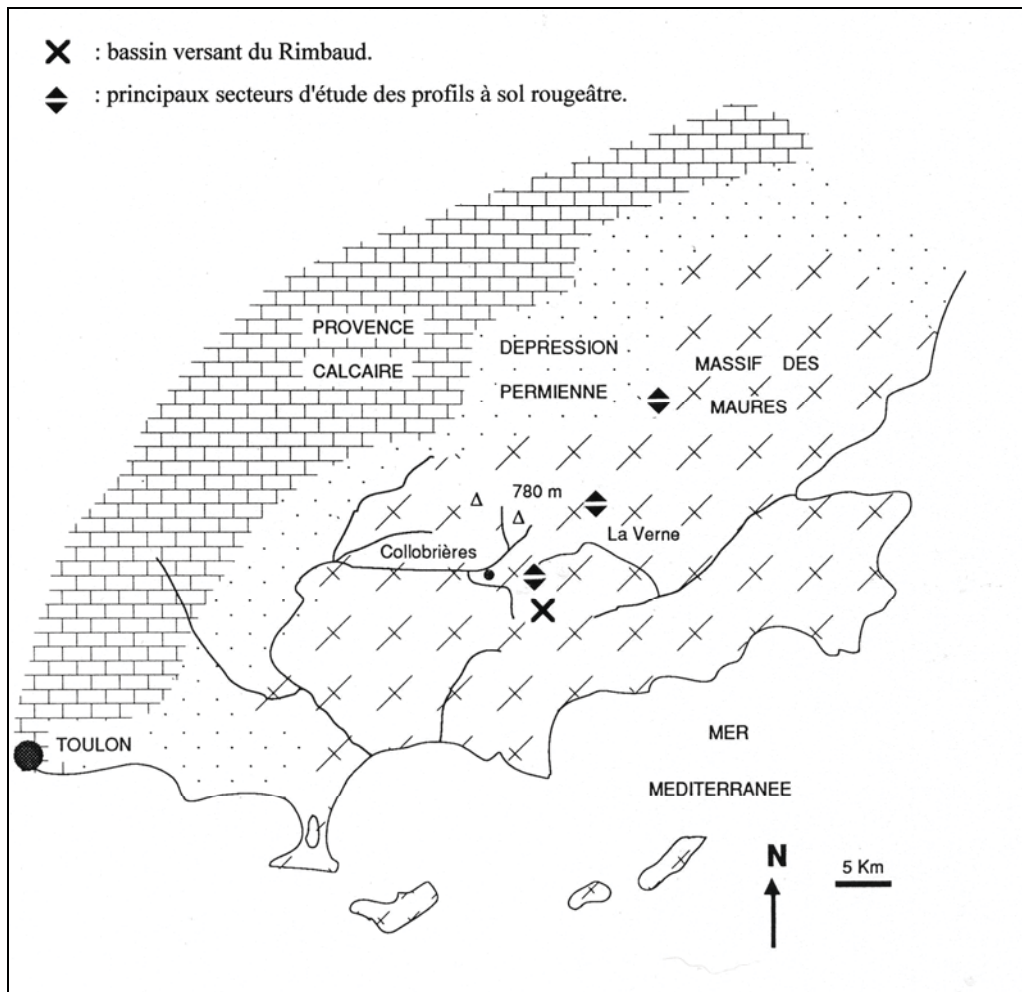 : bassin versant du Rimbaud.
: principaux secteurs d'étude des profils à sol rougeâtre.
PROVENCE
CALCAIRE
DEPRESSION
PERMIENNE
MASSIF DES
MAURES
780 m
La Verne
Collobrières
TOULON
MER
MÉDITERRANEE
N
5 Km